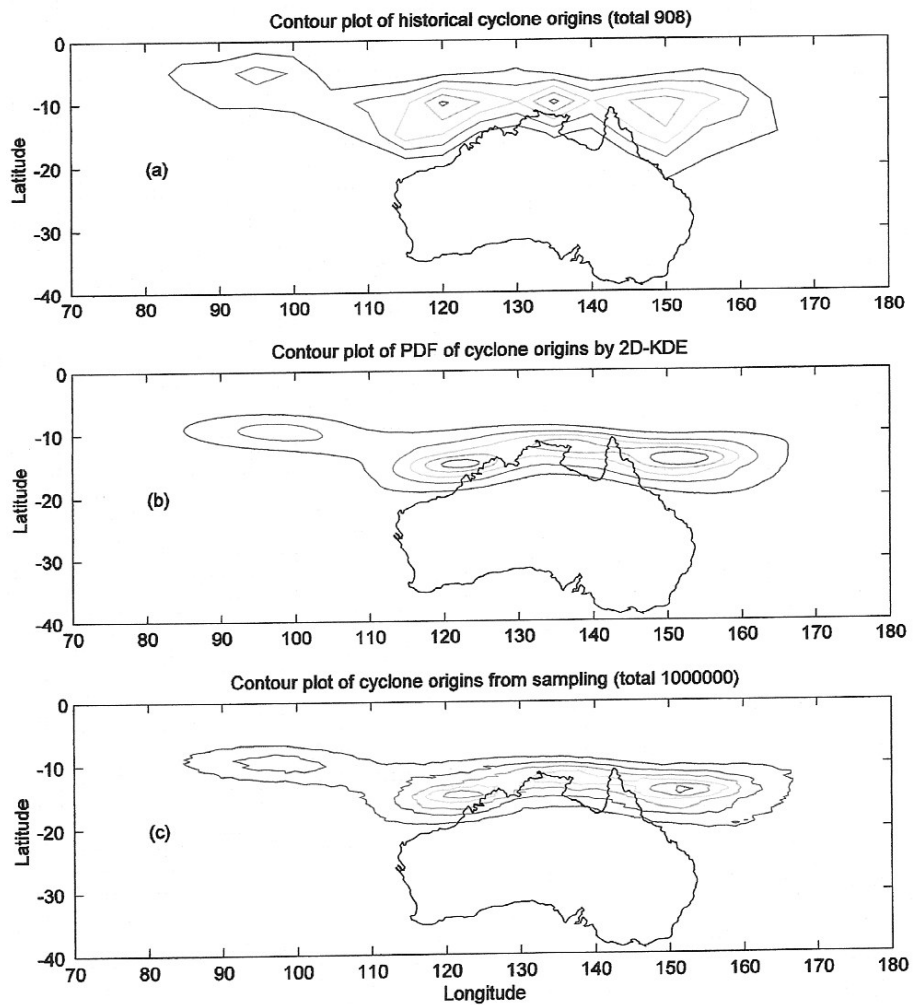 Contour plot of historical cyclone origins (total 908)
0
-10
-20
-30
-40
Latitude
(a)
70 80 90 100 110 120 130 140 150 160 170 180
Contour plot of PDF of cyclone origins by 2D-KDE
0
-10
-20
-30
-40
Latitude
(b)
70 80 90 100 110 120 130 140 150 160 170 180
Contour plot of cyclone origins from sampling (total 1000000)
0
-10
-20
-30
-40
Latitude
(c)
70 80 90 100 110 120 130 140 150 160 170 180
Longitude